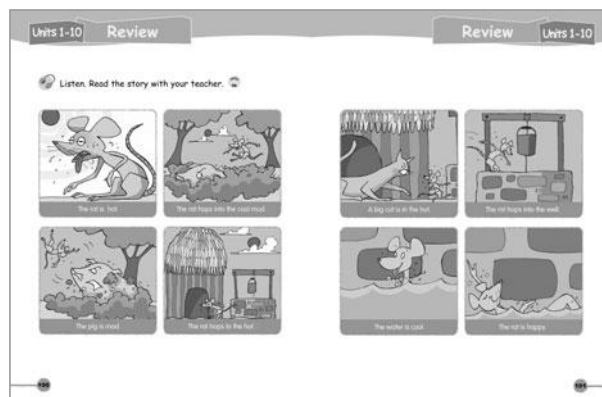 Units 1-10
Review
Review
Units 1-10
Listen. Read the story with your teacher.
The rat is hot.
The rat hops into the cool mud.
The pig is mad.
The rat hops to the hut.
A big cat is in the hut.
The rat hops into the well.
The water is cool.
The rat is happy.
100
101